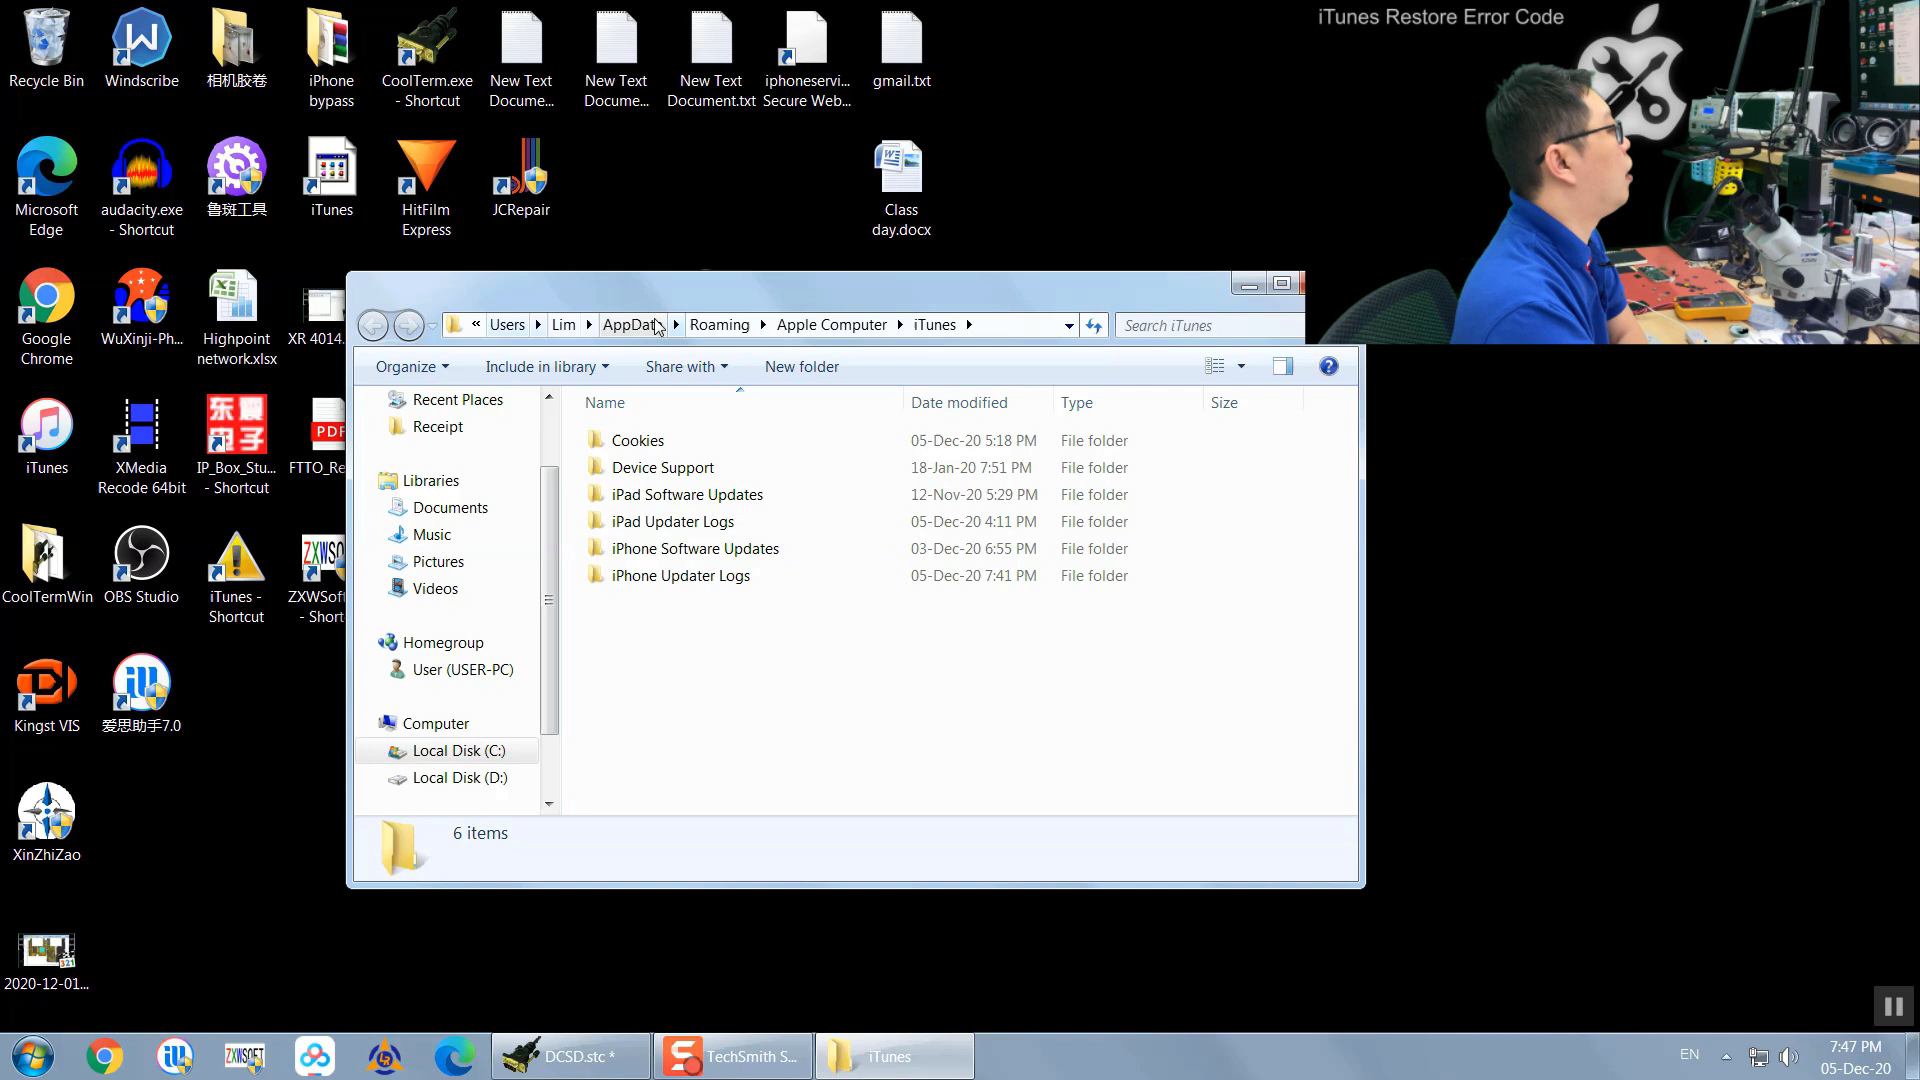 iTunes Restore Error Code
Recycle Bin
Windscribe
相机胶卷
iPhone
bypass
CoolTerm.exe
- Shortcut
New Text
Docume...
New Text
Docume...
New Text
Document.txt
iphoneservi...
Secure Web...
gmail.txt
Microsoft
Edge
audacity.exe
- Shortcut
鲁班工具
iTunes
HitFilm
Express
JCRepair
Class
day.docx
Google
Chrome
WuXinji-Ph...
Highpoint
network.xlsx
XR 4014.
iTunes
XMedia
Recode 64bit
东震
电子
IP_Box_Stu...
- Shortcut
PDF
FTTO_Re
CoolTermWin
OBS Studio
iTunes -
Shortcut
ZXWSO
ZXWSoft
- Short
Kingst VIS
爱思助手7.0
XinZhiZao
321
2020-12-01...
« Users Lim AppDat Roaming Apple Computer iTunes
Search iTunes
Organize
Include in library
Share with
New folder
Recent Places
Receipt
Libraries
Documents
Music
Pictures
Videos
Homegroup
User (USER-PC)
Computer
Local Disk (C:)
Local Disk (D:)
Name Date modified Type Size
Cookies 05-Dec-20 5:18 PM File folder
Device Support 18-Jan-20 7:51 PM File folder
iPad Software Updates 12-Nov-20 5:29 PM File folder
iPad Updater Logs 05-Dec-20 4:11 PM File folder
iPhone Software Updates 03-Dec-20 6:55 PM File folder
iPhone Updater Logs 05-Dec-20 7:41 PM File folder
6 items
ZXWSOFT
DCSD.stc *
TechSmith S...
iTunes
EN
7:47 PM
05-Dec-20